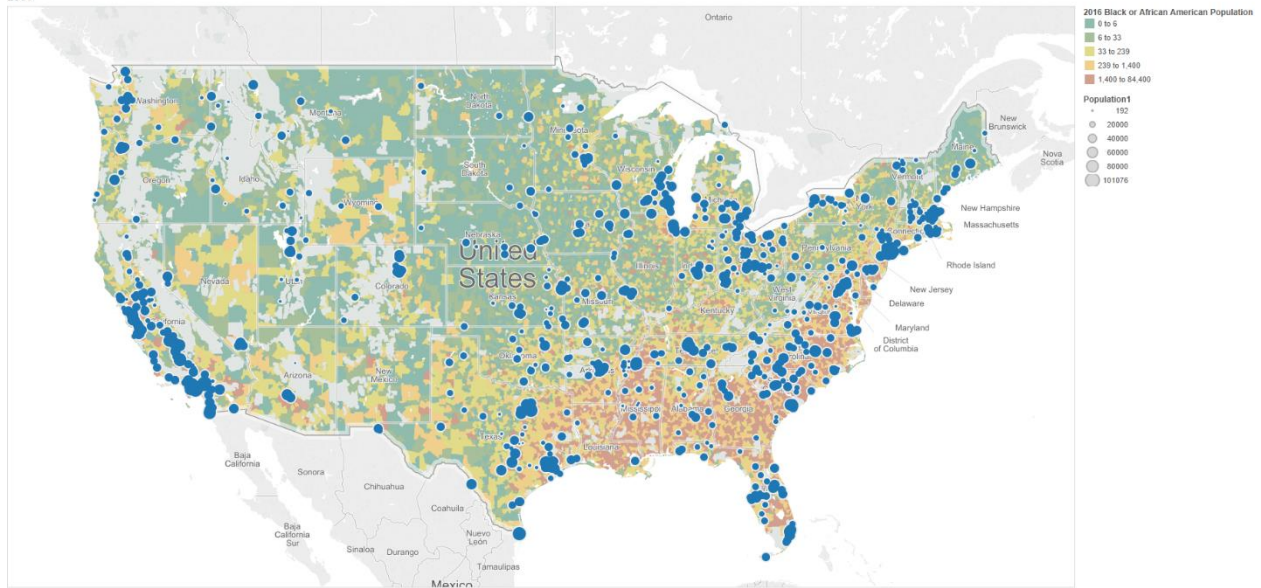 Ontario
New
Brunswick
Nova
Scotia
Washington
Montana
North
Dakota
Minnesota
Maine
Vermont
Oregon
Idaho
Wyoming
South
Dakota
Wisconsin
Mich
York
New Hampshire
Massachusetts
Connectic
Rhode Island
Nebraska
United
States
Pennsylvania
Nevada
Utah
Colorado
Kansas
Missouri
Illinois
Ind
West
Virginia
New Jersey
Delaware
Maryland
District
of Columbia
Kentucky
California
Arizona
New
Mexico
Oklahoma
Mississippi
Alabama
Georgia
Texas
Louisiana
Baja
California
Sonora
Chihuahua
Coahuila
Baja
California
Sur
Sinaloa
Durango
Nuevo
León
Tamaulipas
Mexico
2016 Black or African American Population
0 to 6
6 to 33
33 to 239
239 to 1,400
1,400 to 84,400
Population1
192
20000
40000
60000
80000
101076